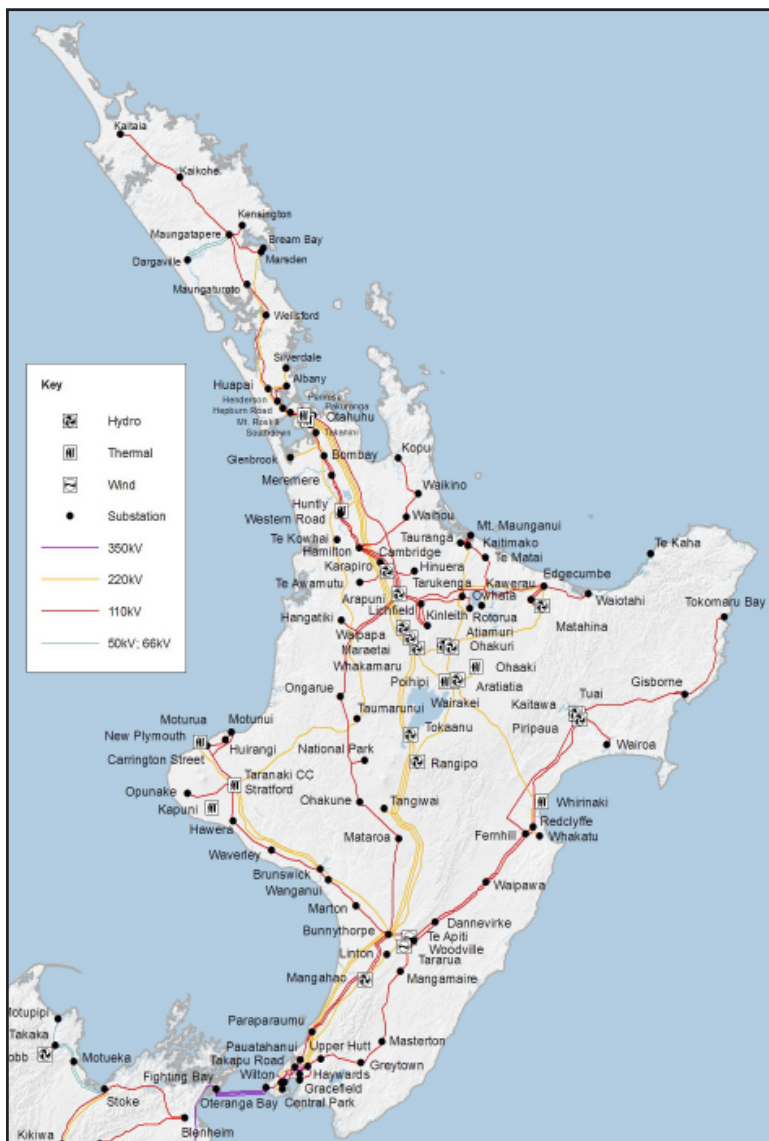 Kaitaia
Kaikohe
Kensington
Maungatapere
Bream Bay
Dargaville
Marsden
Maungaturoto
Wellsford
Silverdale
Huapai
Albany
Henderson
Penrose
Hepburn Road
Pakuranga
Mt. Roskill
Otahuhu
Southdown
Takanini
Glenbrook
Bombay
Kopu
Meremere
Waikino
Huntly
Western Road
Waihou
Mt. Maunganui
Te Kowhai
Tauranga
Kaitimako
Te Kaha
Hamilton
Cambridge
Te Matai
Karapiro
Hinuera
Edgecumbe
Te Awamutu
Tarukenga
Kawerau
Arapuni
Owhata
Waiotahi
Tokomaru Bay
Lichfield
Kinleith
Rotorua
Matahina
Hangatiki
Waipapa
Atiamuri
Maraetai
Ohakuri
Whakamaru
Ohaaki
Poihipi
Aratiatia
Tuai
Gisborne
Ongarue
Wairakei
Kaitawa
Taumarunui
Piripaua
Moturua
Motunui
Tokaanu
New Plymouth
Huirangi
National Park
Wairoa
Carrington Street
Rangipo
Opunake
Taranaki CC
Stratford
Kapuni
Ohakune
Tangiwai
Whirinaki
Hawera
Redclyffe
Mataroa
Fernhill
Whakatu
Waverley
Brunswick
Waipawa
Wanganui
Marton
Dannevirke
Bunnythorpe
Te Apiti
Woodville
Linton
Tararua
Mangahao
Mangamaire
Paraparaumu
Masterton
Pauatahanui
Upper Hutt
Takapu Road
Greytown
Wilton
Haywards
Gracefield
Oteranga Bay
Central Park
Motupipi
Takaka
obb
Motueka
Fighting Bay
Stoke
Blenheim
Kikiwa
Key
Hydro
Thermal
Wind
Substation
350kV
220kV
110kV
50kV; 66kV